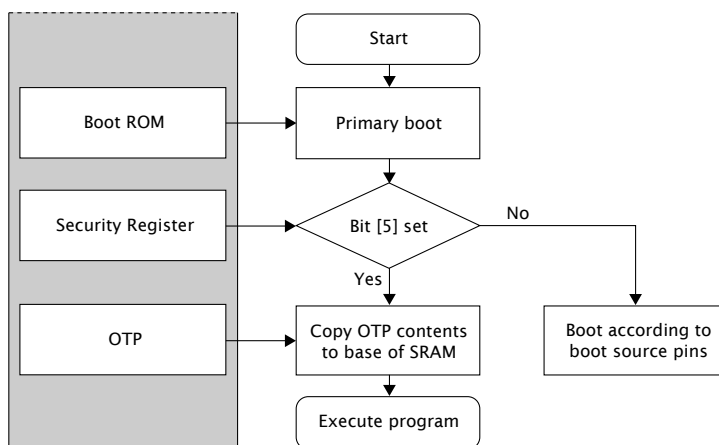 Start
Boot ROM
Primary boot
Security Register
Bit [5] set
No
Yes
OTP
Copy OTP contents
to base of SRAM
Boot according to
boot source pins
Execute program